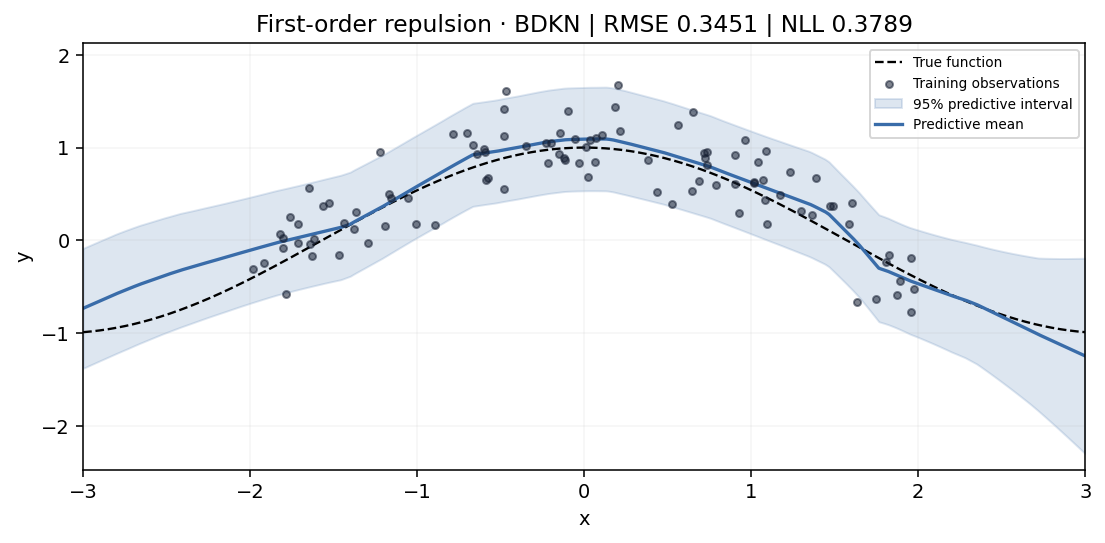 First-order repulsion · BDKN | RMSE 0.3451 | NLL 0.3789
True function
Training observations
95% predictive interval
Predictive mean
y
2
1
0
−1
−2
−3
−2
−1
0
1
2
3
x